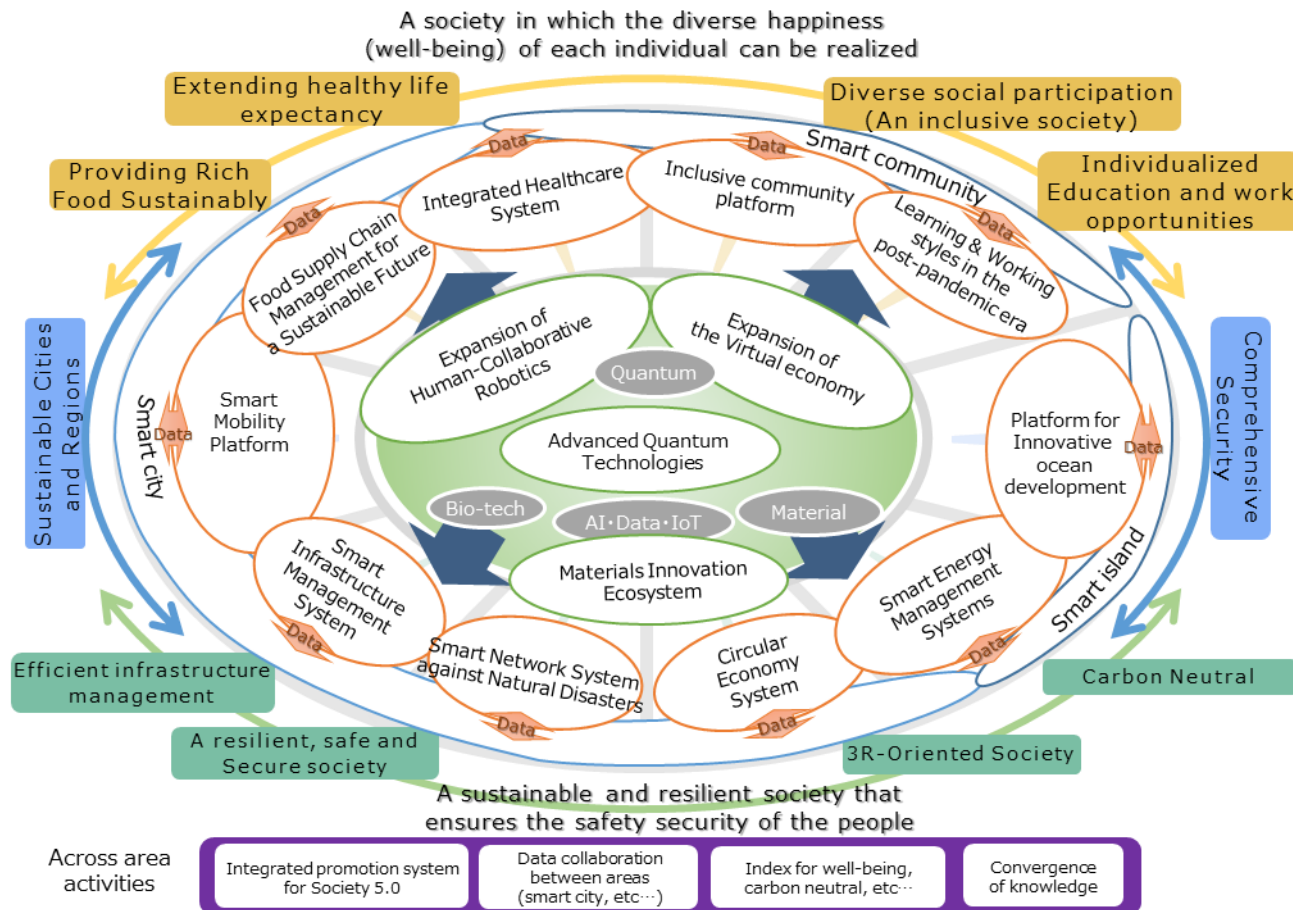 A society in which the diverse happiness
(well-being) of each individual can be realized
Extending healthy life
expectancy
Diverse social participation
(An inclusive society)
Providing Rich
Food Sustainably
Individualized
Education and work
opportunities
Data
Data
Smart community
Integrated Healthcare
System
Inclusive community
platform
Data
Food Supply Chain
Management for
a Sustainable Future
Data
Learning & Working
styles in the
post-pandemic era
Expansion of
Human-Collaborative
Robotics
Expansion of
the Virtual economy
Quantum
Sustainable Cities
and Regions
Smart city
Data
Smart
Mobility
Platform
Advanced Quantum
Technologies
Platform for
Innovative
ocean
development
Data
Comprehensive
Security
Bio-tech
AI・Data・IoT
Material
Materials Innovation
Ecosystem
Smart
Infrastructure
Management
System
Data
Smart Energy
Management
Systems
Data
Smart island
Smart Network System
against Natural Disasters
Data
Circular
Economy
System
Data
Efficient infrastructure
management
Carbon Neutral
A resilient, safe and
Secure society
3R-Oriented Society
A sustainable and resilient society that
ensures the safety security of the people
Across area
activities
Integrated promotion system
for Society 5.0
Data collaboration
between areas
(smart city, etc⋯)
Index for well-being,
carbon neutral, etc⋯
Convergence
of knowledge